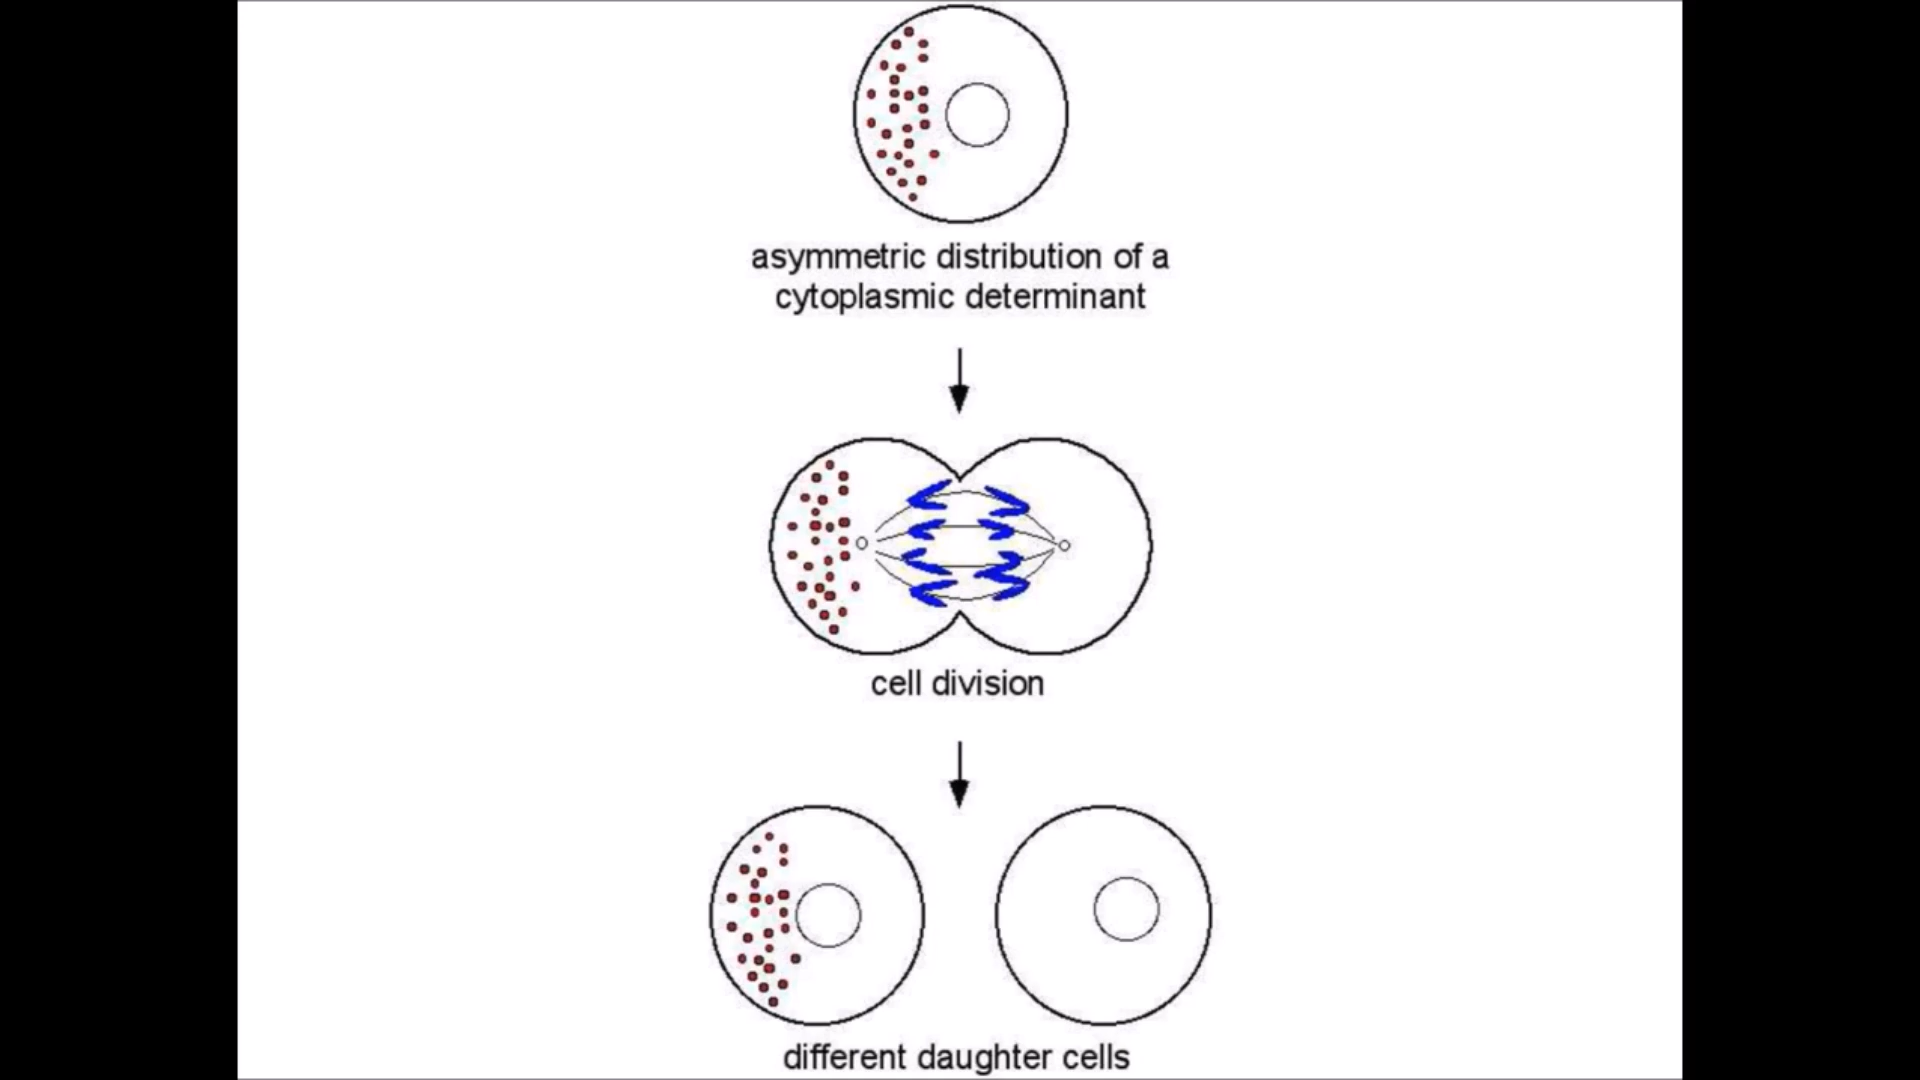 asymmetric distribution of a
cytoplasmic determinant
cell division
different daughter cells